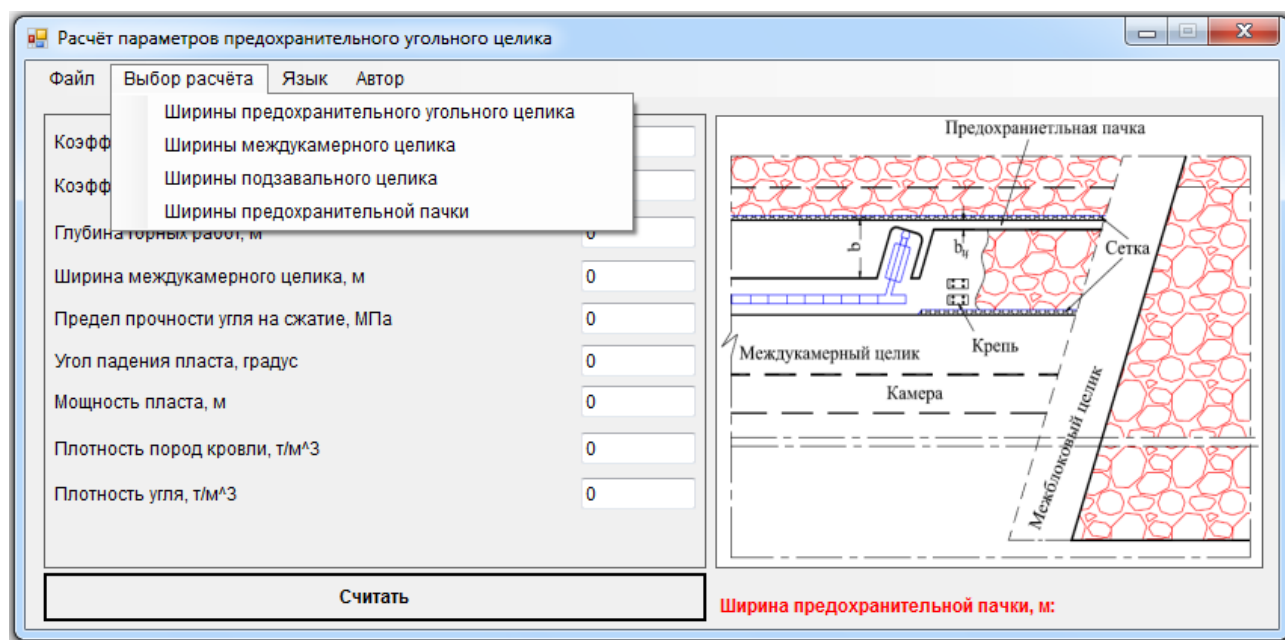 Расчёт параметров предохранительного угольного целика
Файл Выбор расчёта Язык Автор
Ширины предохранительного угольного целика
Ширины междукамерного целика
Ширины подзавального целика
Ширины предохранительной пачки
Коэфф
Коэфф
Глубина горных работ, м 0
Ширина междукамерного целика, м 0
Предел прочности угля на сжатие, МПа 0
Угол падения пласта, градус 0
Мощность пласта, м 0
Плотность пород кровли, т/м^3 0
Плотность угля, т/м^3 0
Считать
Предохраниетльная пачка
b
bц
Сетка
Крепь
Междукамерный целик
Камера
Межблоковый целик
Ширина предохранительной пачки, м: